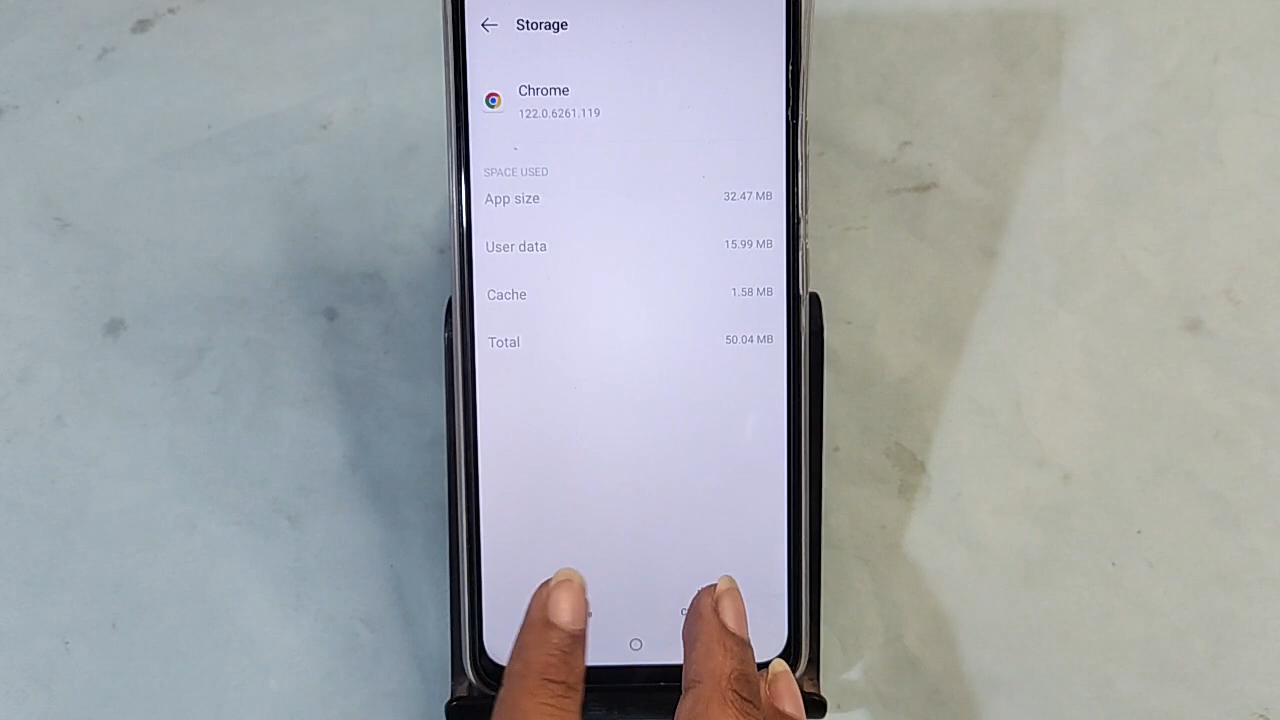 Storage
Chrome
122.0.6261.119
SPACE USED
App size 32.47 MB
User data 15.99 MB
Cache 1.58 MB
Total 50.04 MB